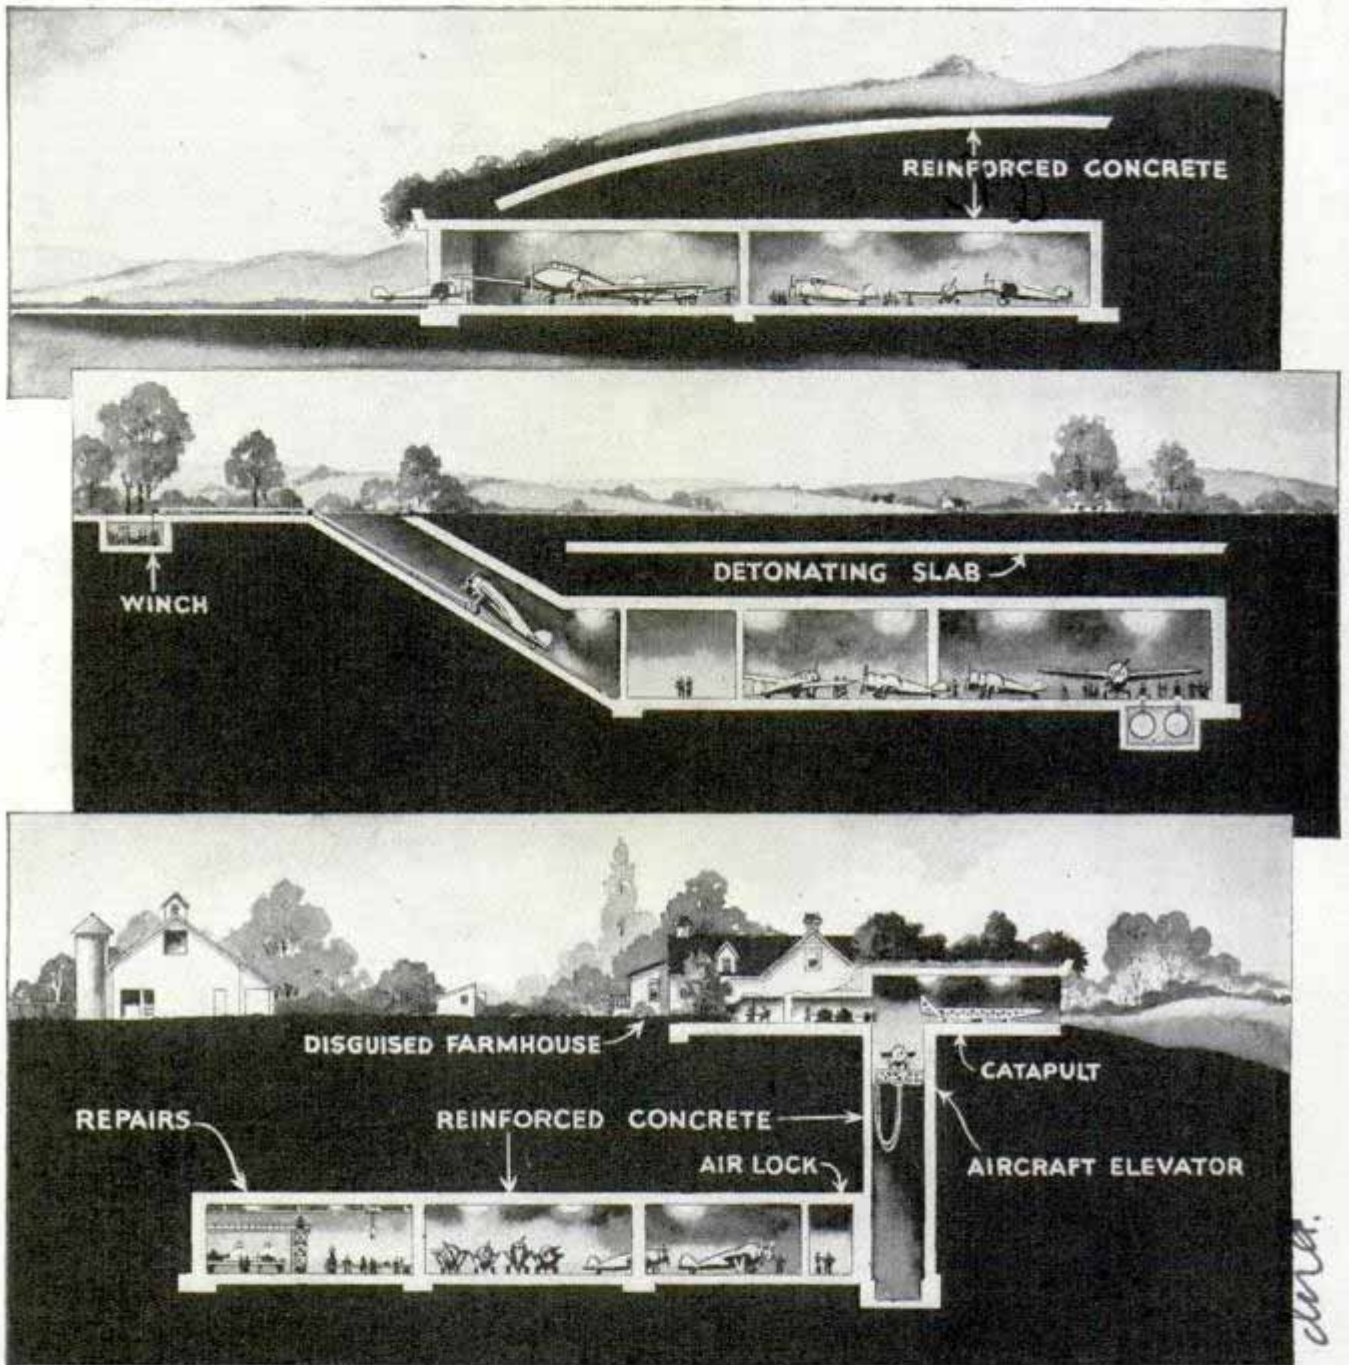 REINFORCED CONCRETE
DETONATING SLAB
WINCH
DISGUISED FARMHOUSE
CATAPULT
REPAIRS
REINFORCED CONCRETE
AIR LOCK
AIRCRAFT ELEVATOR